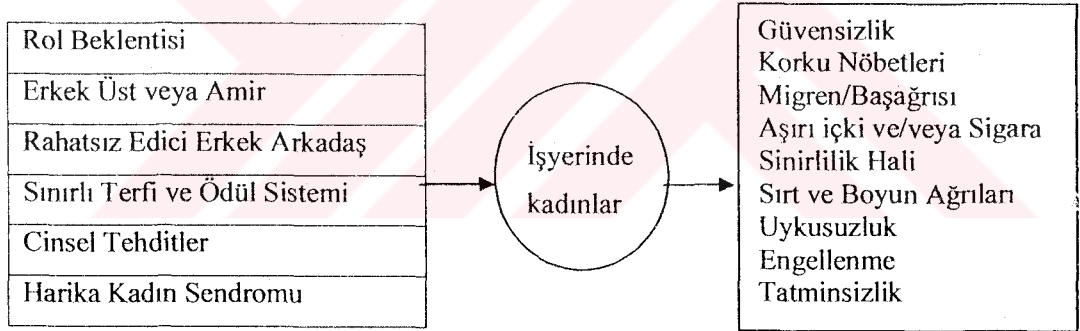 Rol Beklentisi
Erkek Üst veya Amir
Rahatsız Edici Erkek Arkadaş
Sınırlı Terfi ve Ödül Sistemi
Cinsel Tehditler
Harika Kadın Sendromu
İşyerinde
kadınlar
Güvensizlik
Korku Nöbetleri
Migren/Başağrısı
Aşırı içki ve/veya Sigara
Sinirlilik Hali
Sırt ve Boyun Ağrıları
Uykusuzluk
Engellenme
Tatminsizlik